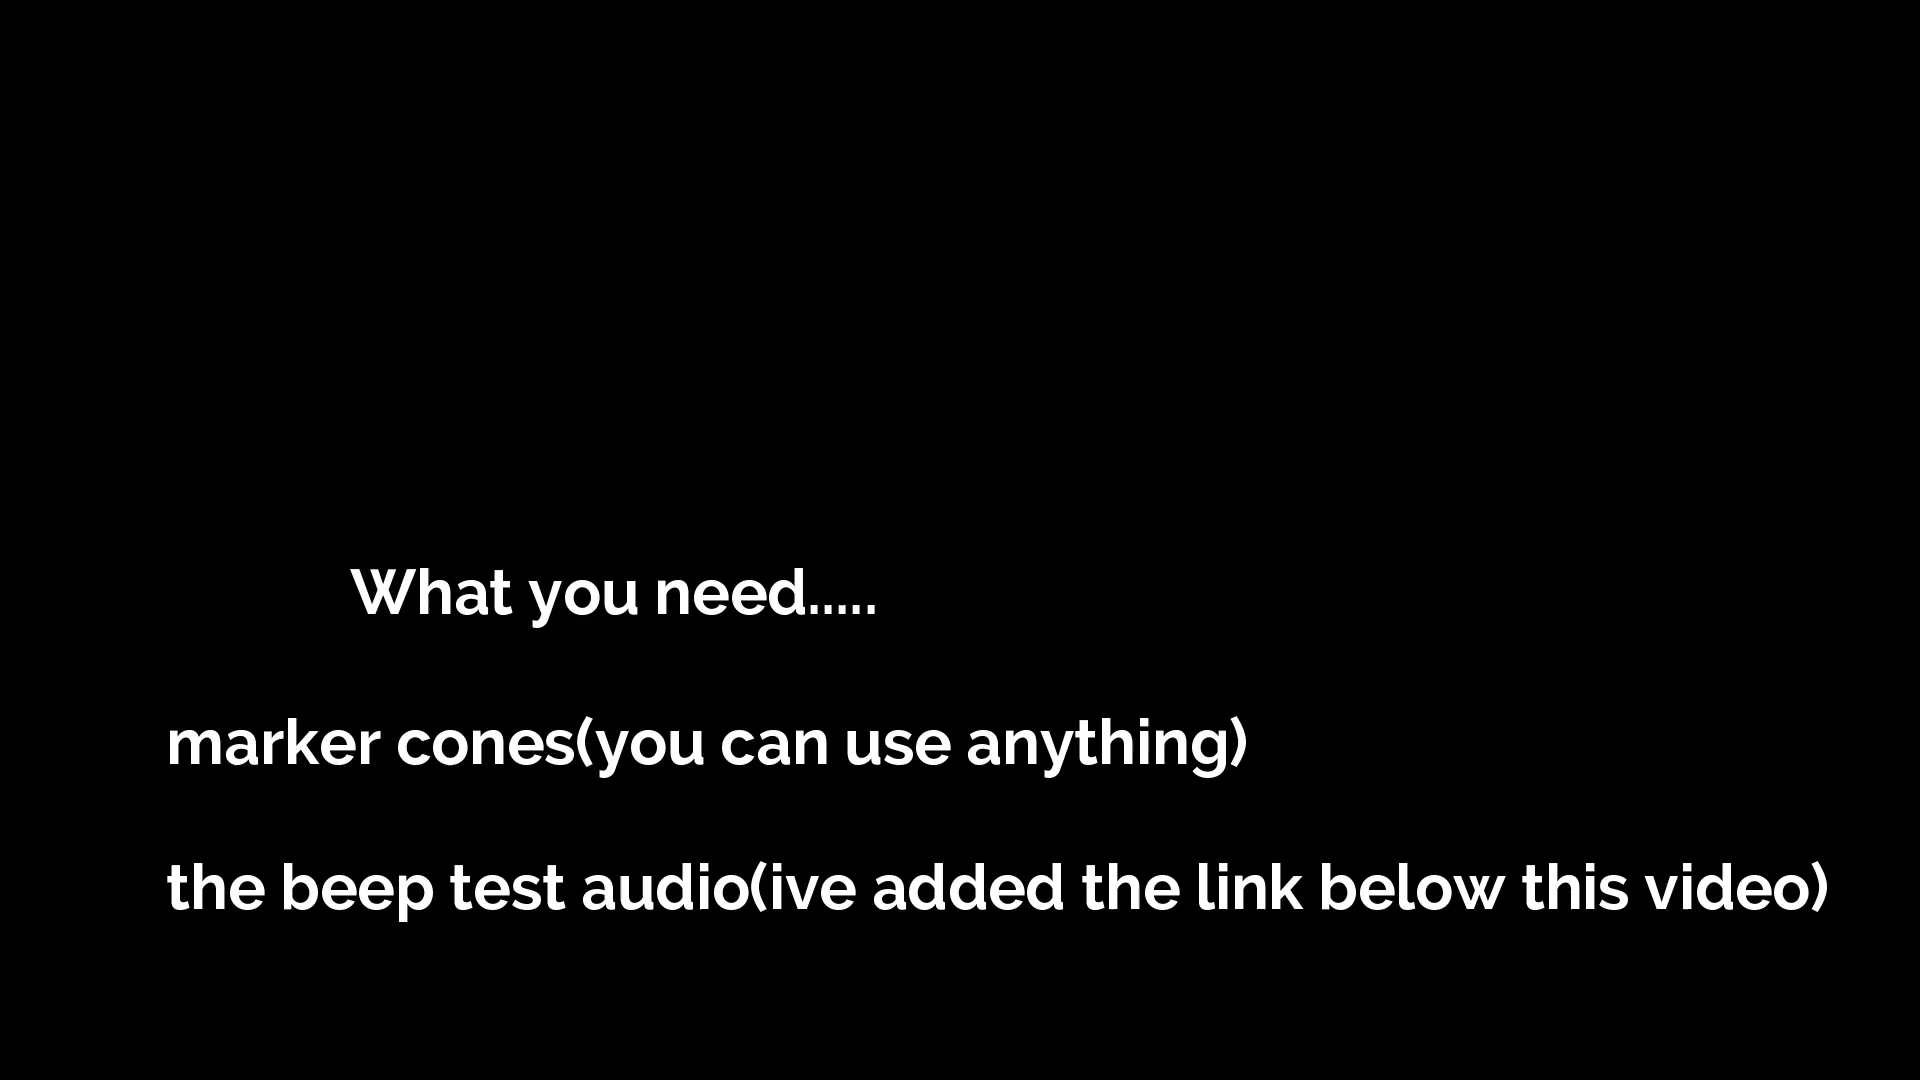 What you need.....
marker cones(you can use anything)
the beep test audio(ive added the link below this video)